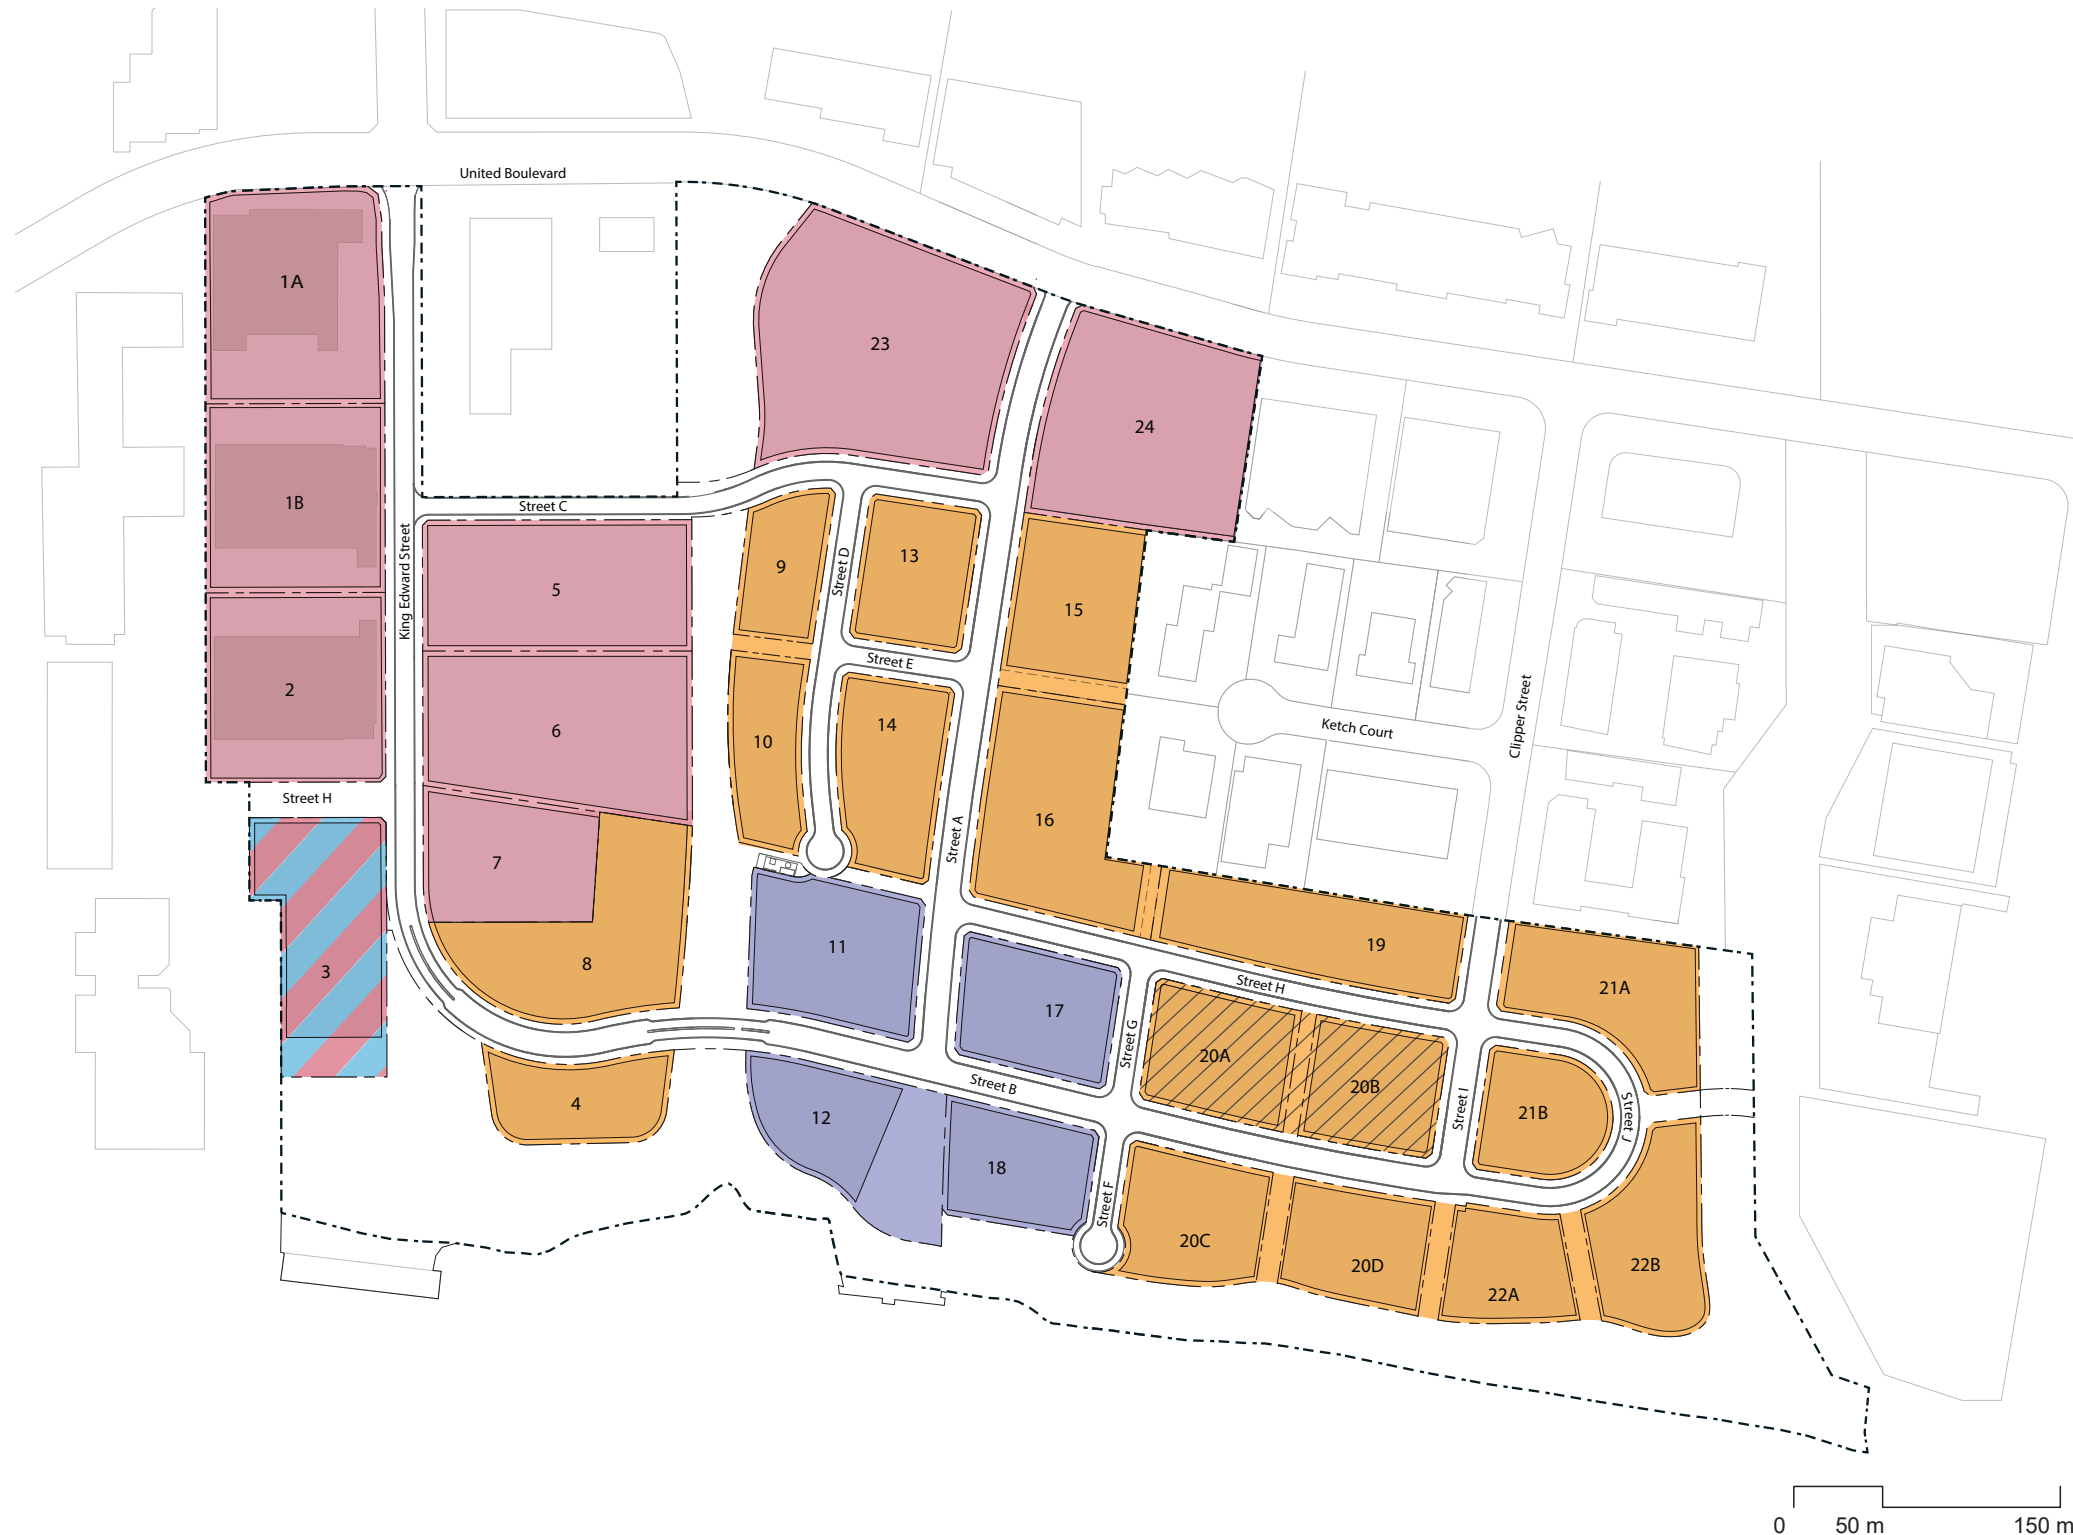 United Boulevard
1A
23
24
1B
Street C
King Edward Street
5
9
Street D
13
15
Street E
2
6
10
14
Ketch Court
Clipper Street
Street H
16
Street A
7
3
8
11
19
17
Street H
21A
Street G
20A
20B
4
12
Street B
Street I
21B
Street J
18
Street F
20C
20D
22A
22B
0 50 m 150 m